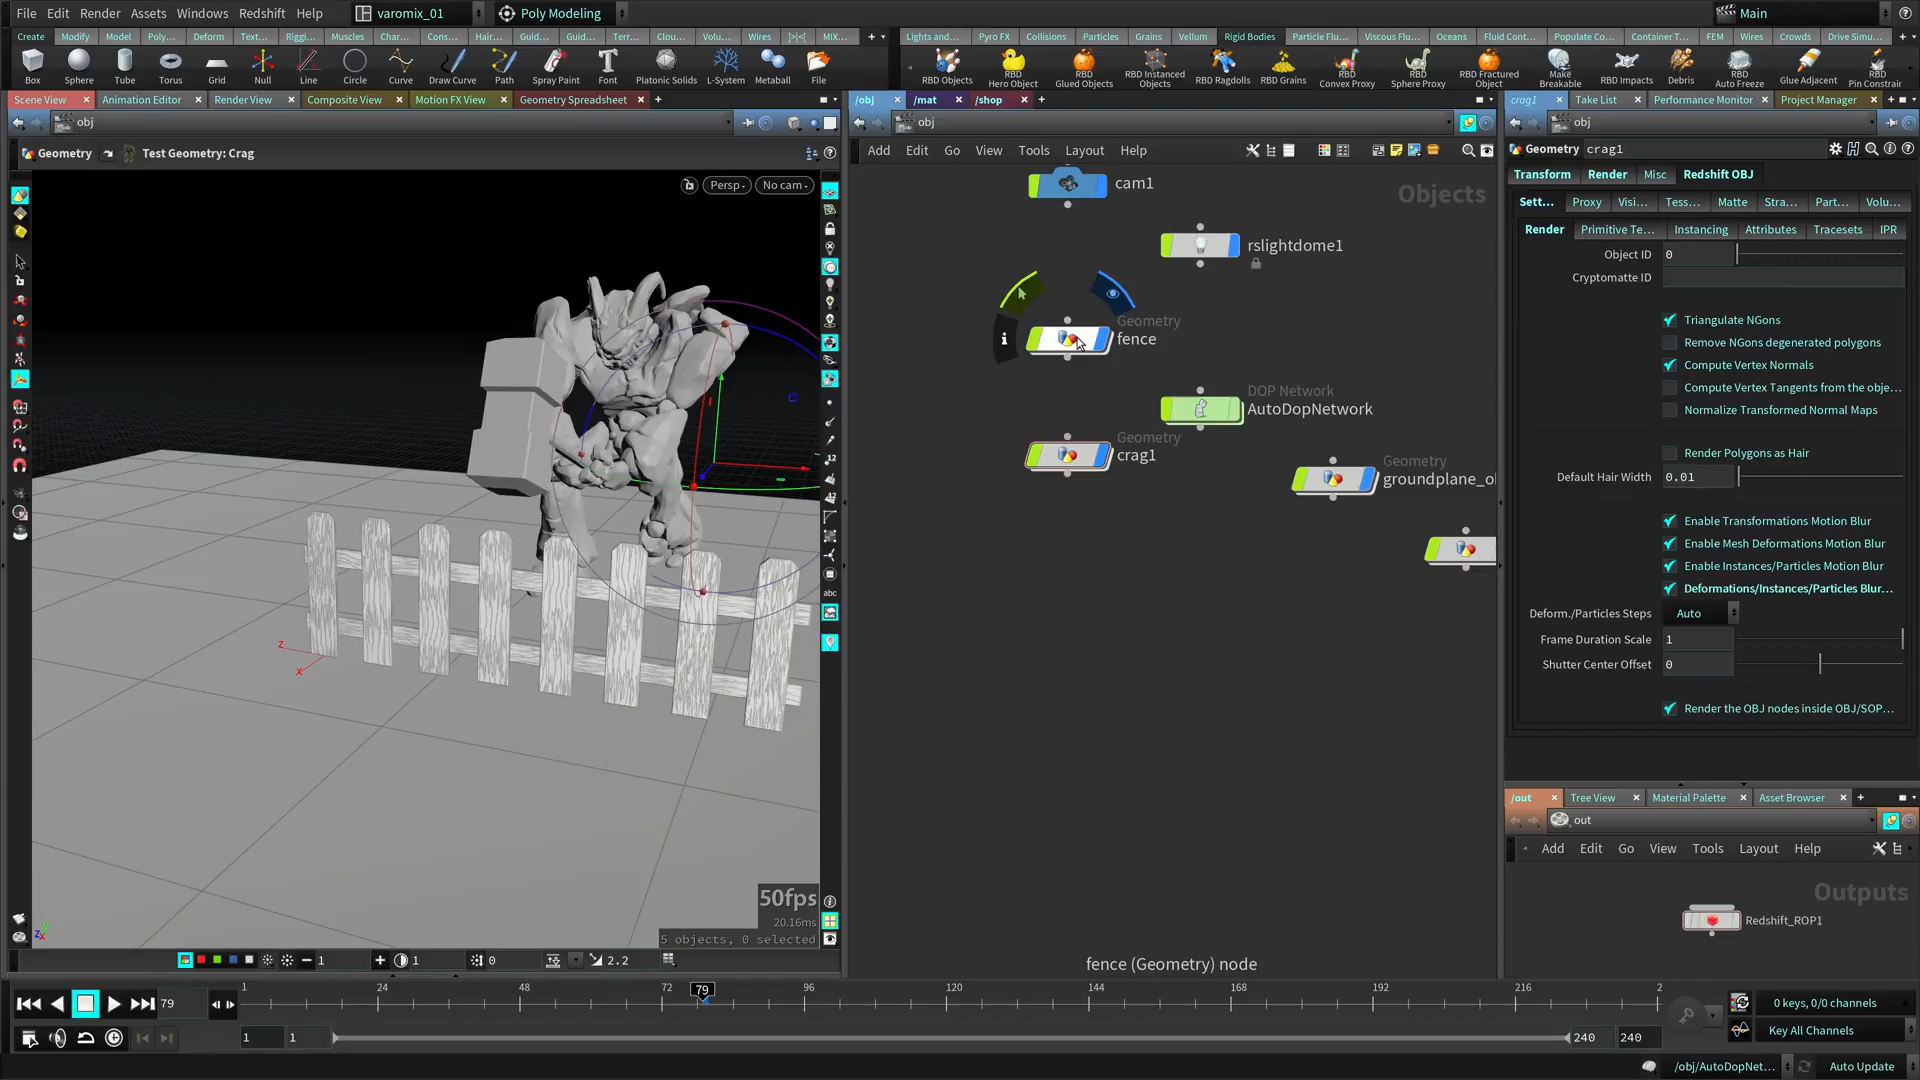 File Edit Render Assets Windows Redshift Help varomix_01 Poly Modeling Main
Create Modify Model Poly... Deform Text... Riggi... Muscles Char... Cons... Hair... Guid... Guid... Terr... Clou... Volu... Wires MIX...
Lights and... Pyro FX Collisions Particles Grains Vellum Rigid Bodies Particle Flu... Viscous Flu... Oceans Fluid Cont... Populate Co... Container T... FEM Wires Crowds Drive Simu...
Box Sphere Tube Torus Grid Null Line Circle Curve Draw Curve Path Spray Paint Font Platonic Solids L-System Metaball File
RBD Objects RBD Hero Object RBD Glued Objects RBD Instanced Objects RBD Ragdolls RBD Grains RBD Convex Proxy RBD Sphere Proxy RBD Fractured Object Make Breakable RBD Impacts Debris RBD Auto Freeze Glue Adjacent RBD Pin Constrain
Scene View Animation Editor Render View Composite View Motion FX View Geometry Spreadsheet
/obj /mat /shop
crag1 Take List Performance Monitor Project Manager
obj
obj
obj
Geometry Test Geometry: Crag
Persp No cam
abc
z
x
50fps
20.16ms
5 objects, 0 selected
1 1 0 2.2
Add Edit Go View Tools Layout Help
Objects
cam1
rslightdome1
Geometry
fence
DOP Network
AutoDopNetwork
Geometry
crag1
Geometry
groundplane_o
fence (Geometry) node
Geometry crag1
Transform Render Misc Redshift OBJ
Sett... Proxy Visi... Tess... Matte Stra... Part... Volu...
Render Primitive Te... Instancing Attributes Tracesets IPR
Object ID 0
Cryptomatte ID
Triangulate NGons
Remove NGons degenerated polygons
Compute Vertex Normals
Compute Vertex Tangents from the obje...
Normalize Transformed Normal Maps
Render Polygons as Hair
Default Hair Width 0.01
Enable Transformations Motion Blur
Enable Mesh Deformations Motion Blur
Enable Instances/Particles Motion Blur
Deformations/Instances/Particles Blur...
Deform./Particles Steps Auto
Frame Duration Scale 1
Shutter Center Offset 0
Render the OBJ nodes inside OBJ/SOP...
/out Tree View Material Palette Asset Browser
out
Add Edit Go View Tools Layout Help
Outputs
Redshift_ROP1
79 1 24 48 72 79 96 120 144 168 192 216 2
0 keys, 0/0 channels
1 1 240 240
Key All Channels
/obj/AutoDopNet... Auto Update